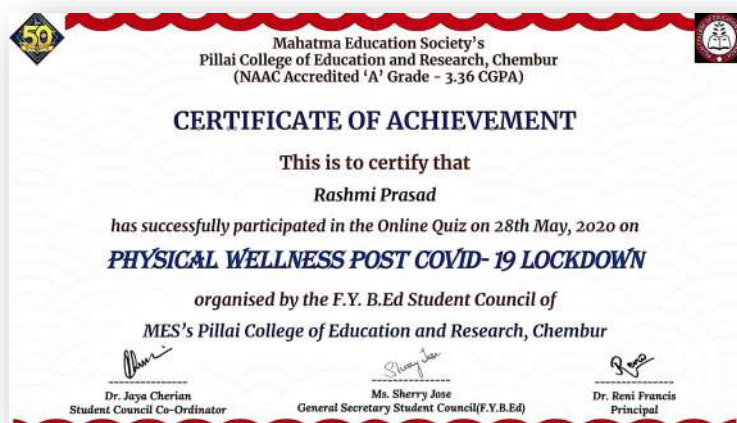 50
Mahatma Education Society's
Pillai College of Education and Research, Chembur
(NAAC Accredited 'A' Grade - 3.36 CGPA)
CERTIFICATE OF ACHIEVEMENT
This is to certify that
Rashmi Prasad
has successfully participated in the Online Quiz on 28th May, 2020 on
PHYSICAL WELLNESS POST COVID- 19 LOCKDOWN
organised by the F.Y. B.Ed Student Council of
MES's Pillai College of Education and Research, Chembur
Sherry Jose
Reni
Dr. Jaya Cherian
Student Council Co-Ordinator
Ms. Sherry Jose
General Secretary Student Council(F.Y.B.Ed)
Dr. Reni Francis
Principal